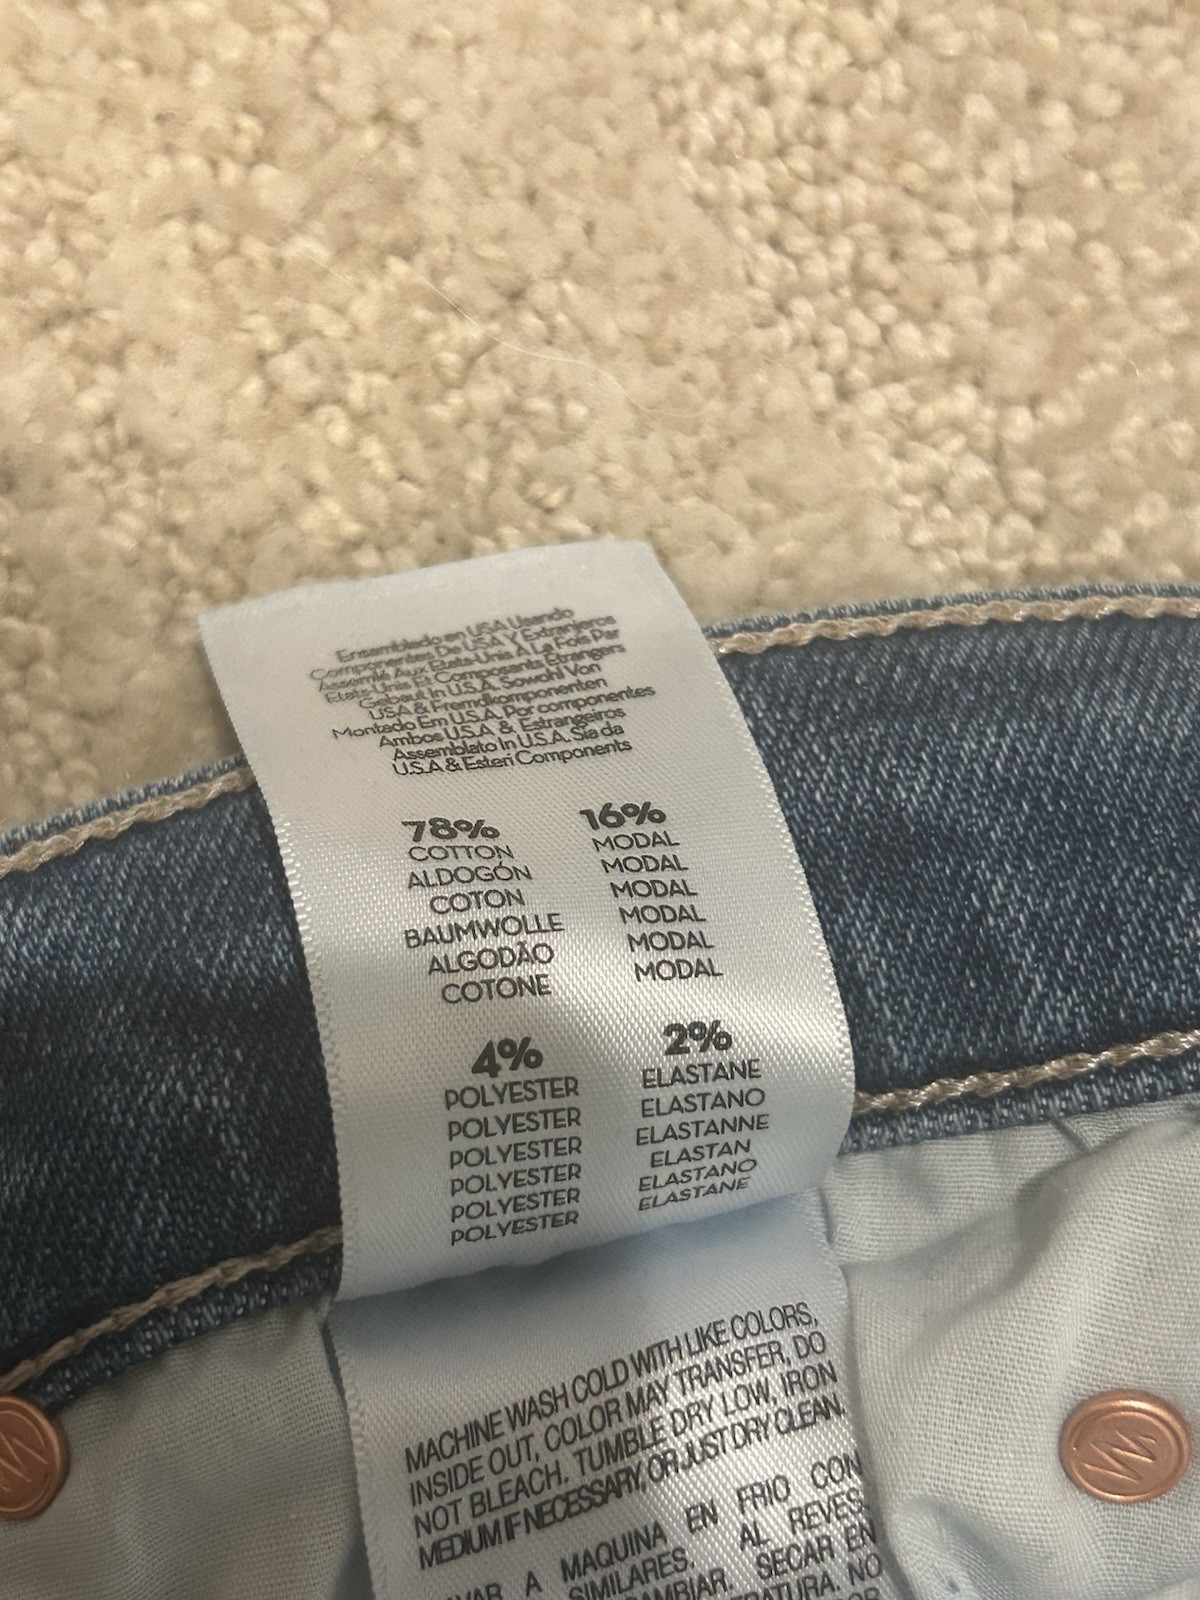 Ensamblado en USA Usando
Componentes De USA Y Extranjeros
Assemlé Aux Etats-Unis A La Fois Par
Etats-Unis Et Composants Etrangers
Gebaut In U.S.A. Sowohl Von
USA & Fremdkomponenten
Montado Em U.S.A. Por componentes
Ambos U.S.A & Estrangeiros
Assemblato In U.S.A. Sia da
U.S.A & Esteri Components
78%
COTTON
ALDOGÓN
COTON
BAUMWOLLE
ALGODÃO
COTONE
16%
MODAL
MODAL
MODAL
MODAL
MODAL
MODAL
4%
POLYESTER
POLYESTER
POLYESTER
POLYESTER
POLYESTER
POLYESTER
2%
ELASTANE
ELASTANO
ELASTANNE
ELASTAN
ELASTANO
ELASTANE
MACHINE WASH COLD WITH LIKE COLORS,
INSIDE OUT, COLOR MAY TRANSFER, DO
NOT BLEACH. TUMBLE DRY LOW, IRON
MEDIUM IF NECESSARY, OR JUST DRY CLEAN.
A MAQUINA EN FRIO CON
SIMILARES. AL REVES.
SECAR EN
NO